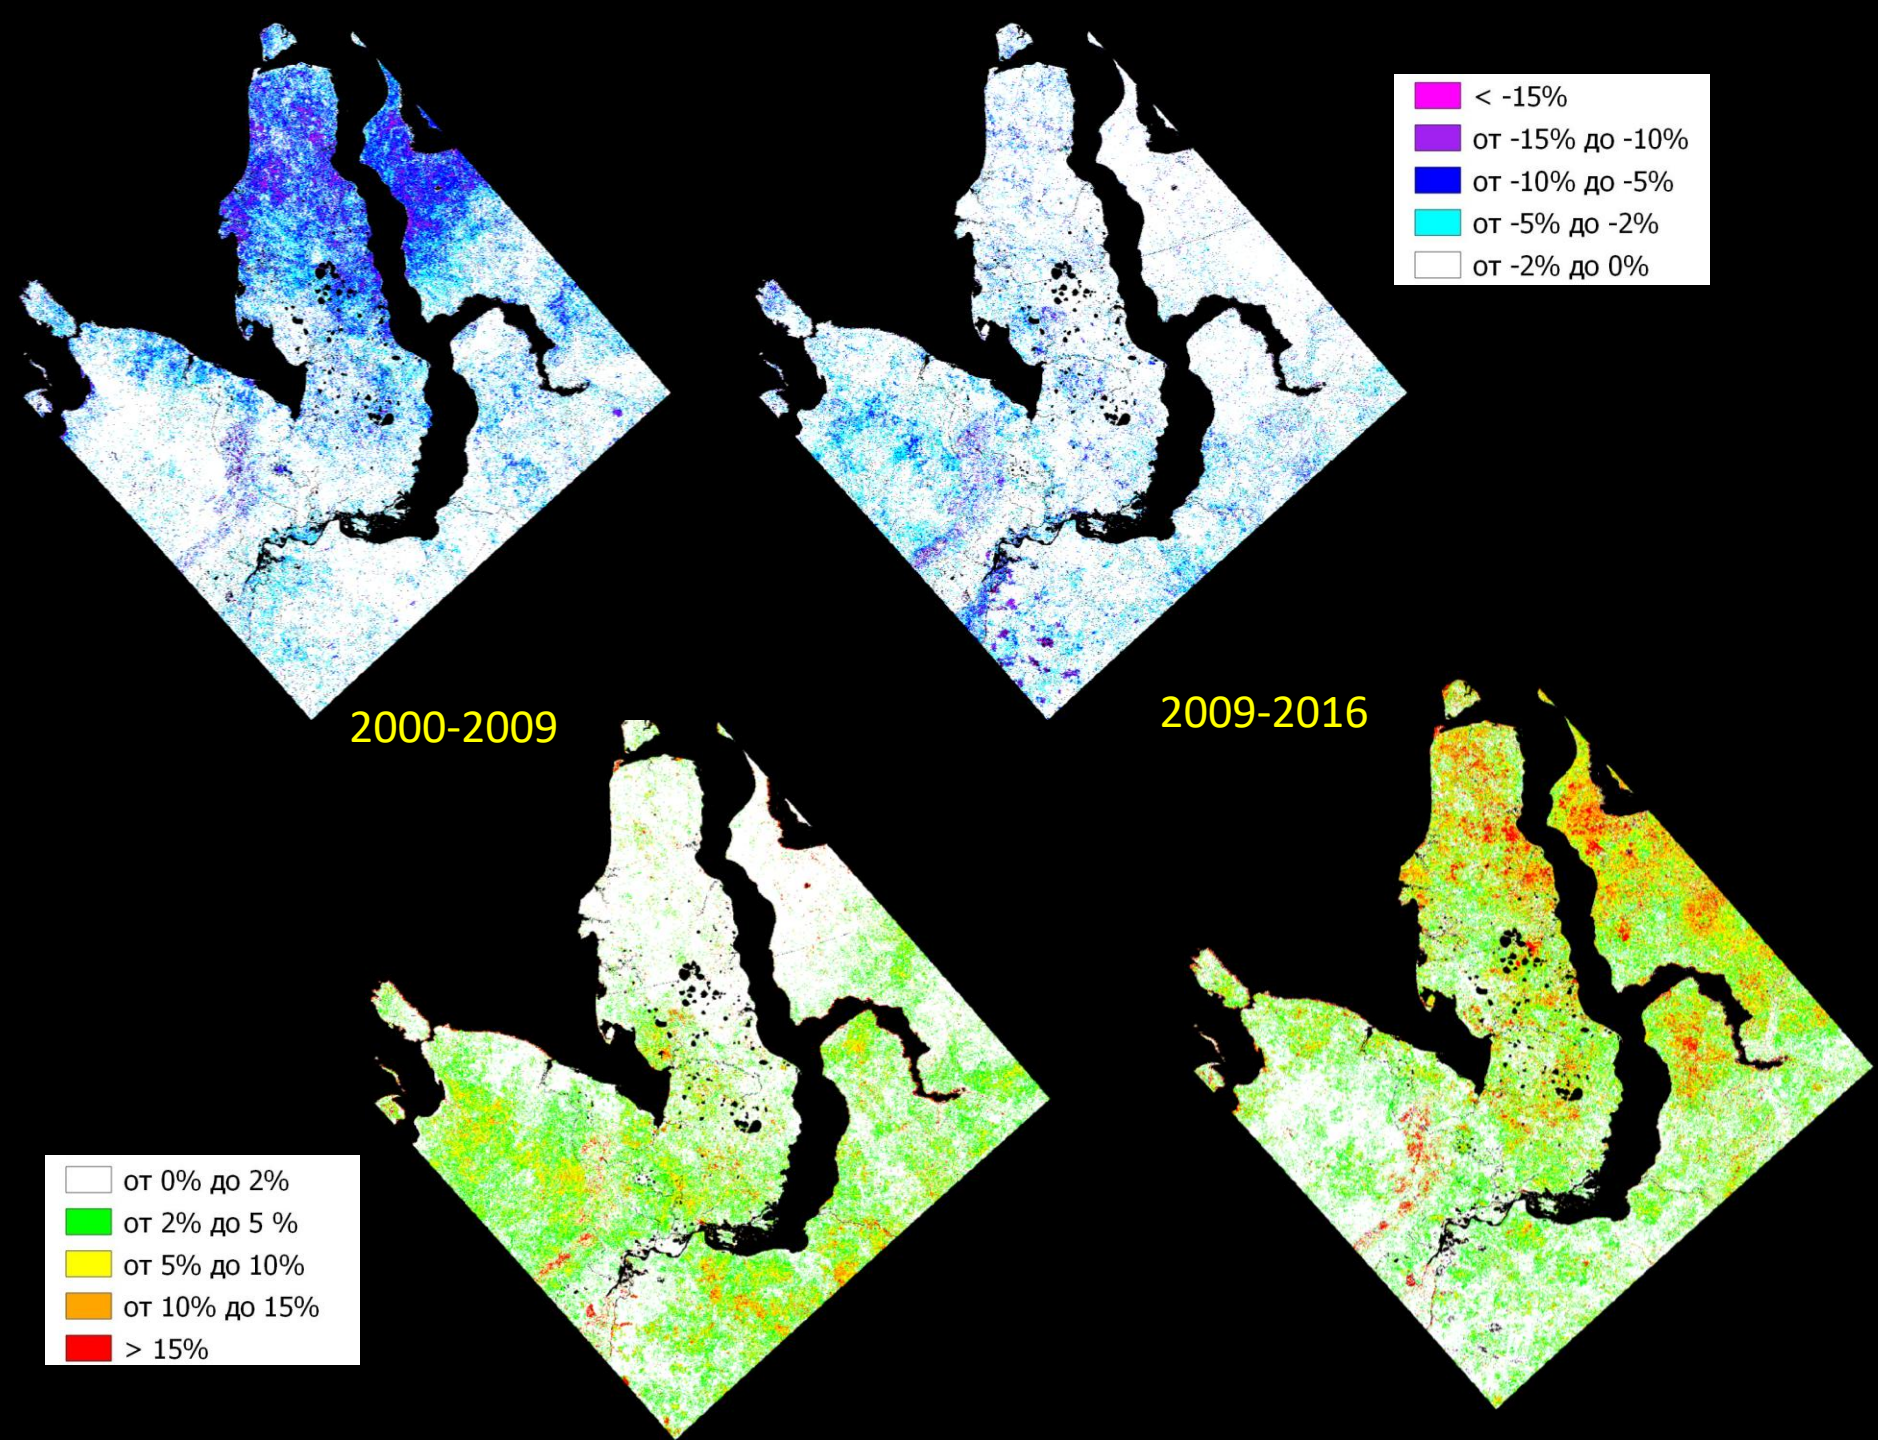 < -15%
от -15% до -10%
от -10% до -5%
от -5% до -2%
от -2% до 0%
2000-2009
2009-2016
от 0% до 2%
от 2% до 5 %
от 5% до 10%
от 10% до 15%
> 15%